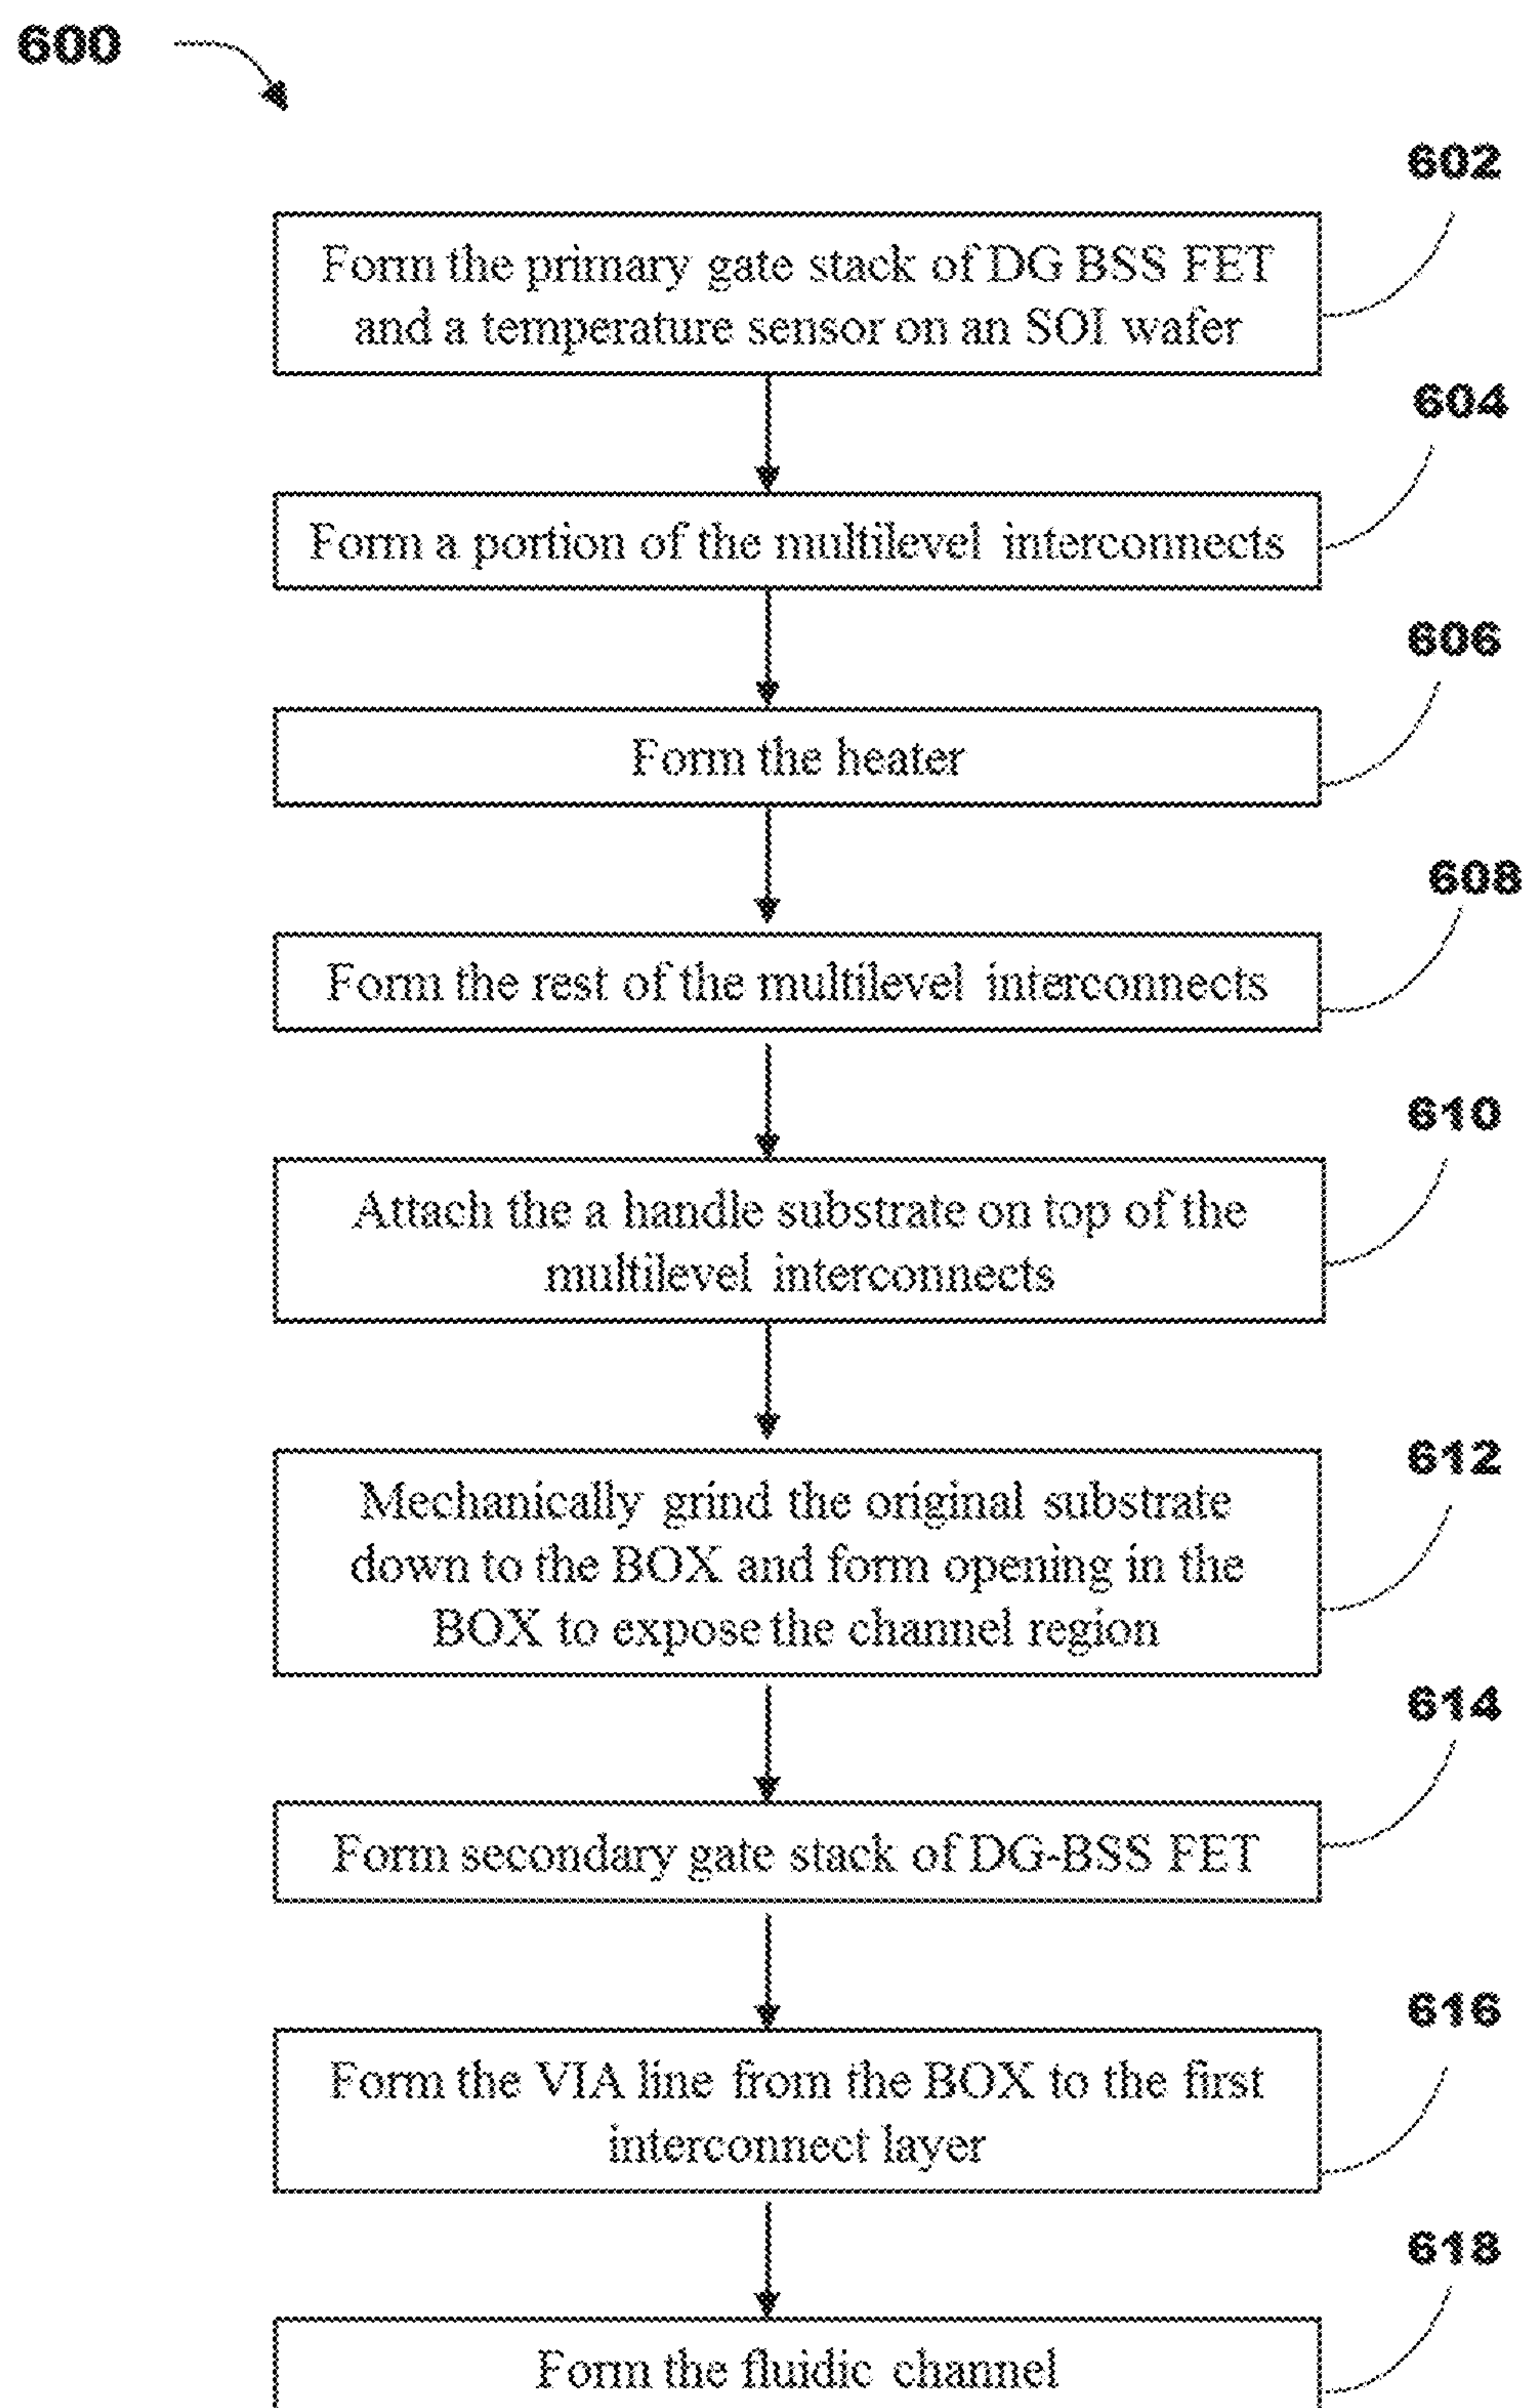 600
602
Form the primary gate stack of DG BSS FET
and a temperature sensor on an SOI wafer
604
Form a portion of the multilevel interconnects
606
Form the heater
608
Form the rest of the multilevel interconnects
610
Attach the a handle substrate on top of the
multilevel interconnects
612
Mechanically grind the original substrate
down to the BOX and form opening in the
BOX to expose the channel region
614
Form secondary gate stack of DG-BSS FET
616
Form the VIA line from the BOX to the first
interconnect layer
618
Form the fluidic channel